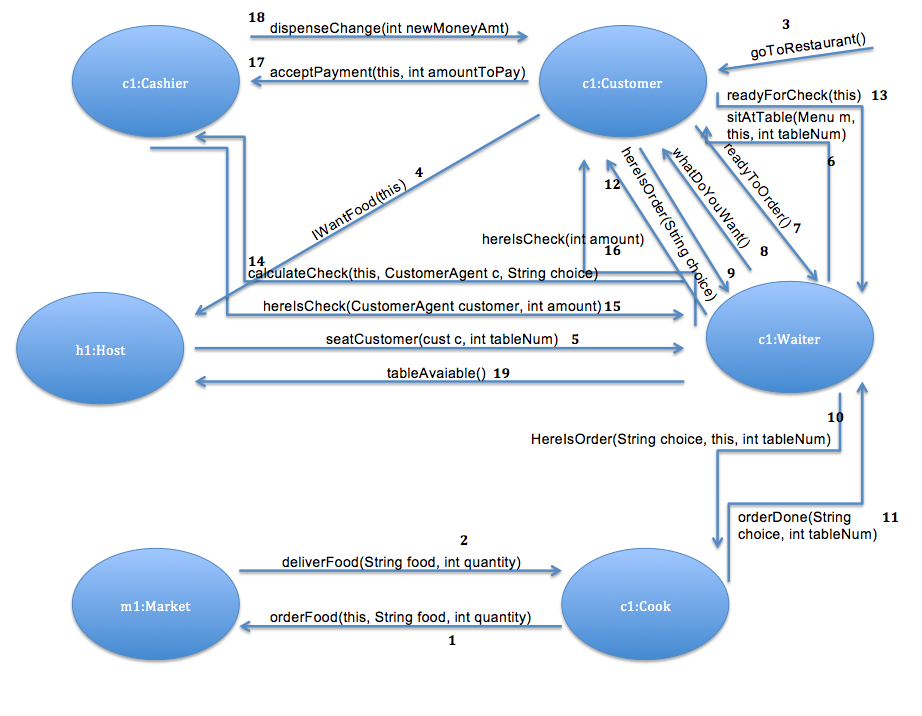 18 dispenseChange(int newMoneyAmt)
3
goToRestaurant()
17 acceptPayment(this, int amountToPay)
c1:Cashier
c1:Customer
readyForCheck(this) 13
sitAtTable(Menu m,
this, int tableNum)
6
4
IWantFood(this)
12
hereIsOrder(String choice)
whatDoYouWant()
readyToOrder()
7
8
9
hereIsCheck(int amount)
16
14
calculateCheck(this, CustomerAgent c, String choice)
hereIsCheck(CustomerAgent customer, int amount) 15
h1:Host
seatCustomer(cust c, int tableNum) 5
c1:Waiter
tableAvaiable() 19
10
HereIsOrder(String choice, this, int tableNum)
orderDone(String
choice, int tableNum)
11
2
deliverFood(String food, int quantity)
m1:Market
c1:Cook
orderFood(this, String food, int quantity)
1